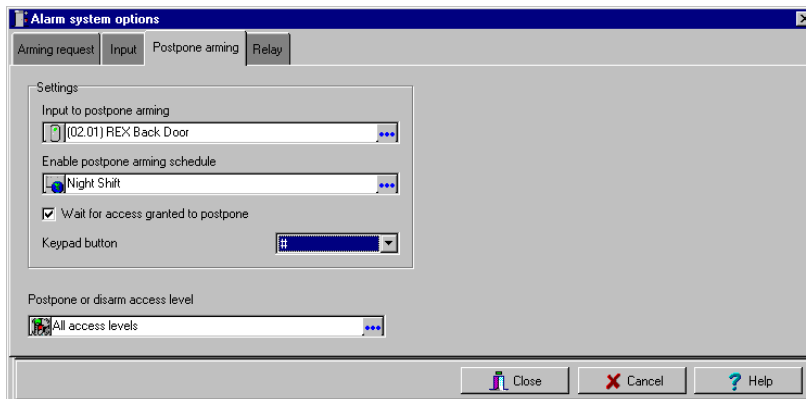 Alarm system options
Arming request Input Postpone arming Relay
Settings
Input to postpone arming
(02.01) REX Back Door
Enable postpone arming schedule
Night Shift
Wait for access granted to postpone
Keypad button #
Postpone or disarm access level
All access levels
Close Cancel ? Help